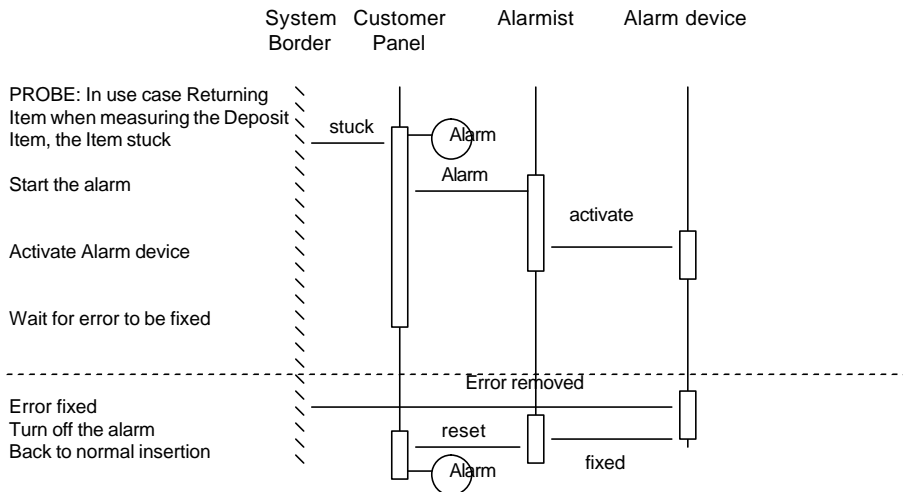 System Customer Alarmist Alarm device
Border Panel
PROBE: In use case Returning
Item when measuring the Deposit
Item, the Item stuck
stuck
Alarm
Alarm
Start the alarm
activate
Activate Alarm device
Wait for error to be fixed
Error removed
Error fixed
Turn off the alarm
reset
Back to normal insertion
fixed
Alarm